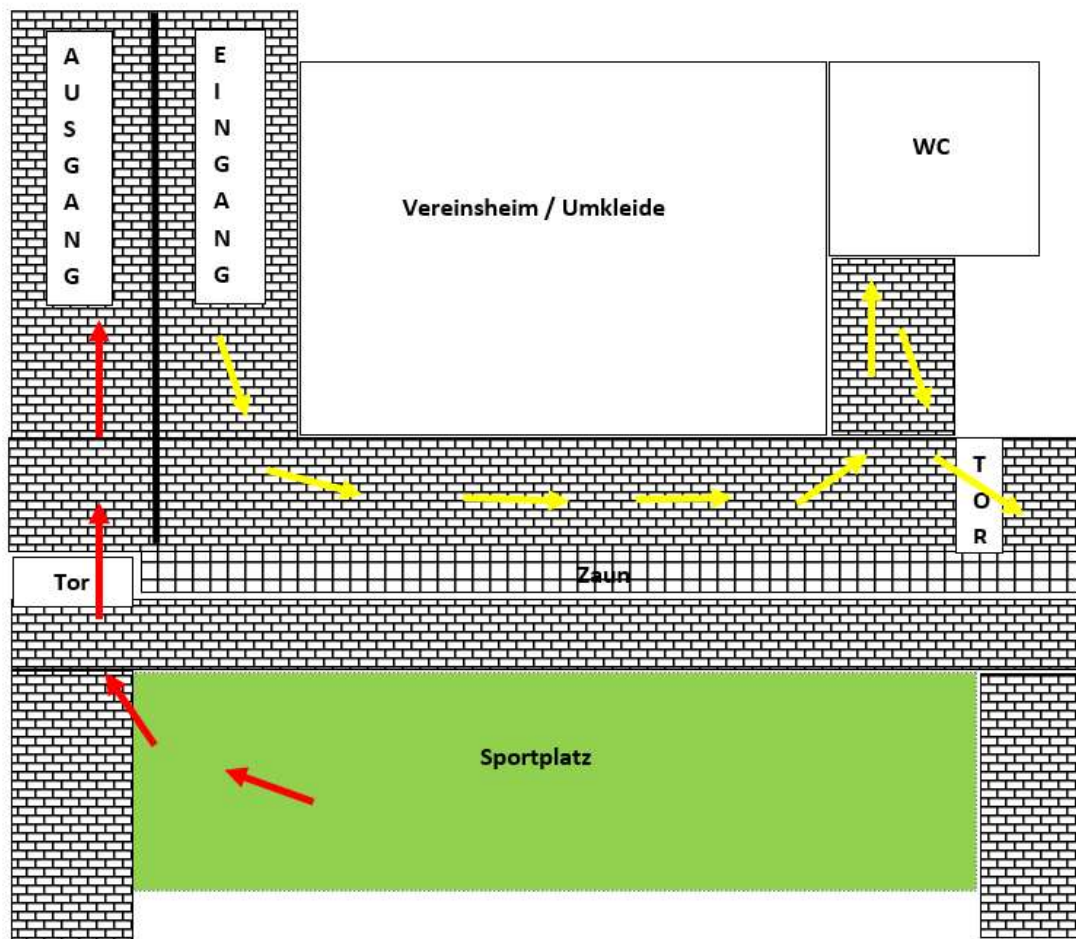 AUSGANG
EINGANG
Vereinsheim / Umkleide
WC
TOR
Tor
Zaun
Sportplatz